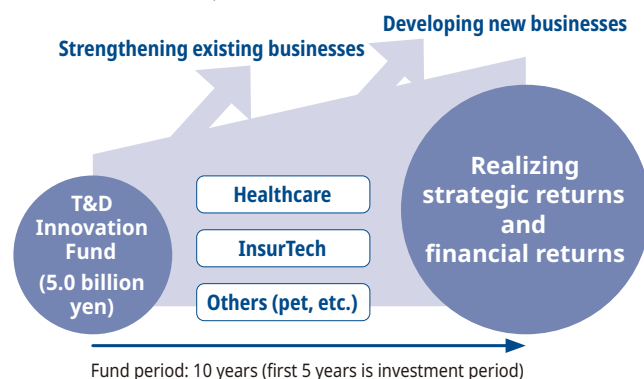 Developing new businesses
Strengthening existing businesses
T&D
Innovation
Fund
(5.0 billion
yen)
Healthcare
InsurTech
Others (pet, etc.)
Realizing
strategic returns
and
financial returns
Fund period: 10 years (first 5 years is investment period)